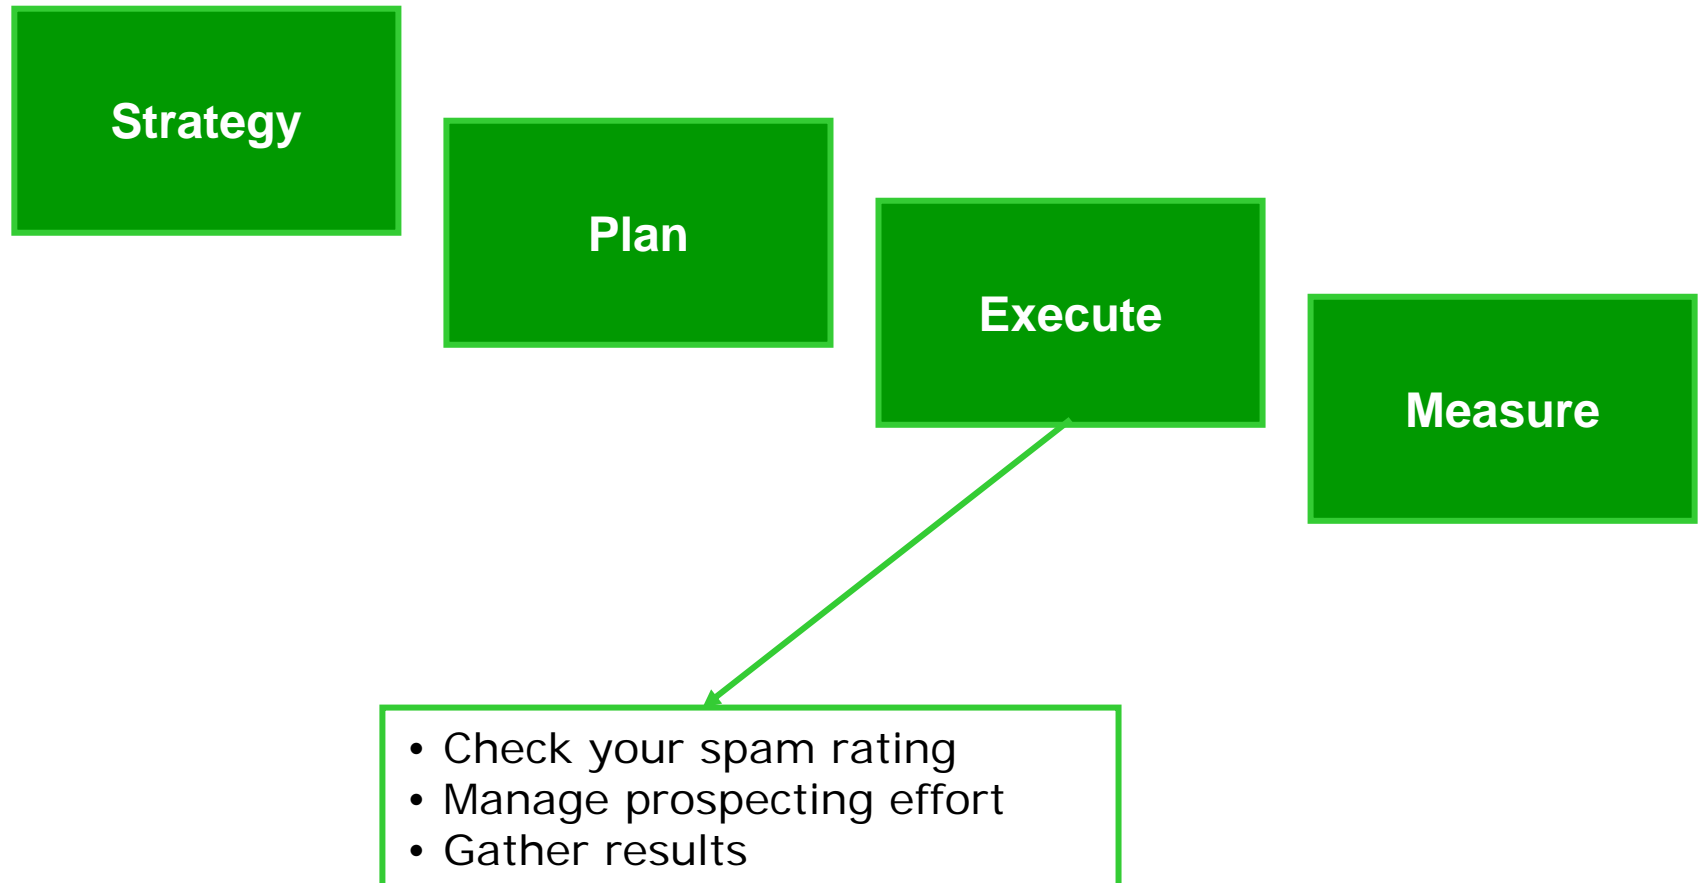 Strategy
Plan
Execute
Measure
• Check your spam rating
• Manage prospecting effort
• Gather results